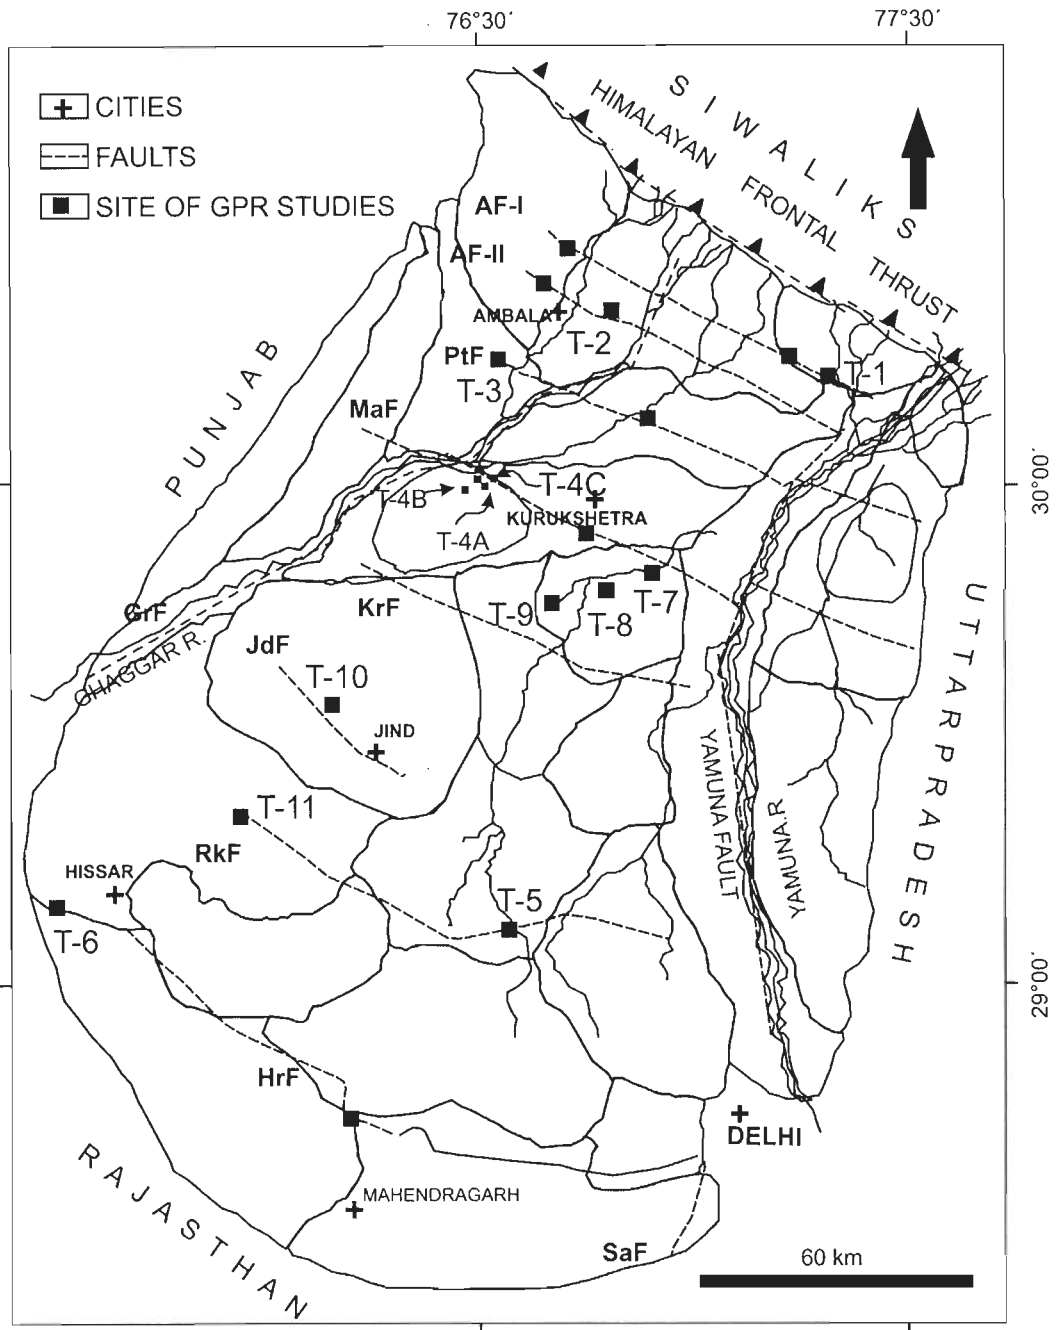 76°30´
77°30´
CITIES
FAULTS
SITE OF GPR STUDIES
SIWALIKS
HIMALAYAN FRONTAL THRUST
AF-I
AF-II
AMBALA
T-2
PtF
T-3
T-1
MaF
PUNJAB
30°00´
T-4B
T-4C
KURUKSHETRA
T-4A
KrF
T-9
T-8
T-7
GrF
GHAGGAR R.
JdF
T-10
JIND
UTTARPRADESH
YAMUNA FAULT
YAMUNA.R
T-11
RkF
HISSAR
T-5
T-6
29°00´
HrF
DELHI
RAJASTHAN
MAHENDRAGARH
SaF
60 km